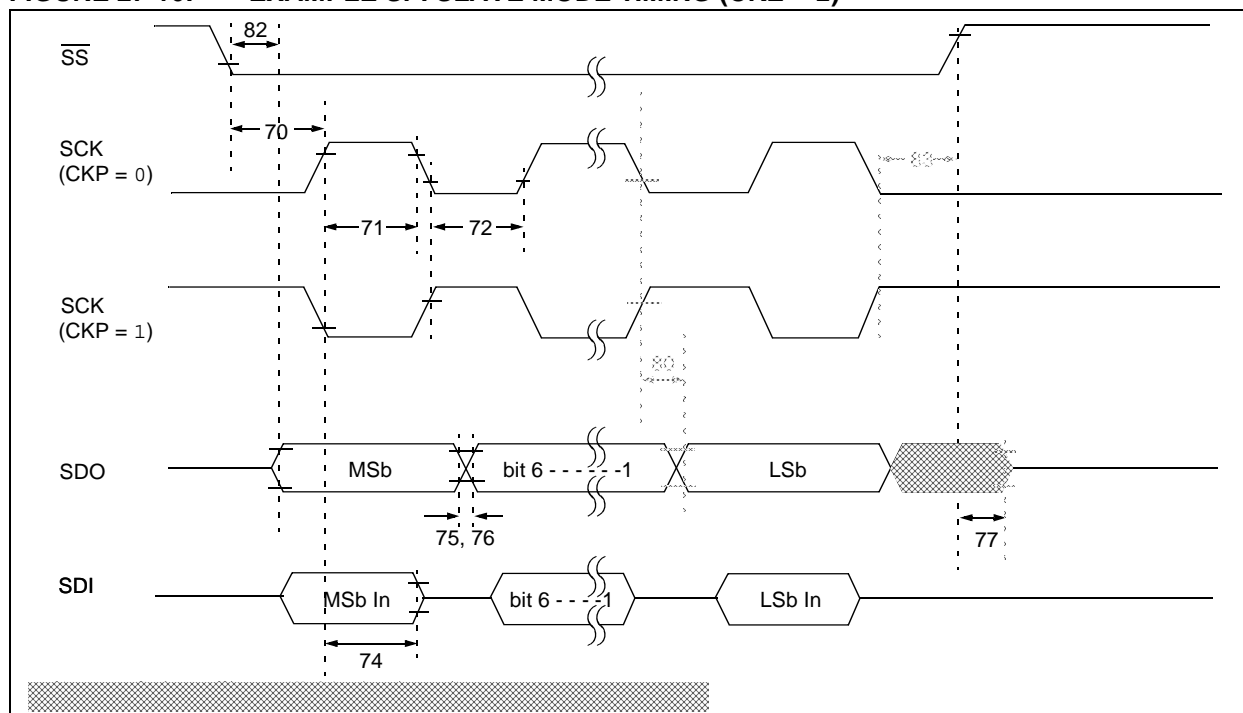 82
SS
70
SCK
(CKP = 0)
83
71
72
SCK
(CKP = 1)
80
SDO
MSb
bit 6 - - - - - -1
LSb
75, 76
77
SDI
MSb In
bit 6 - - - -1
LSb In
74